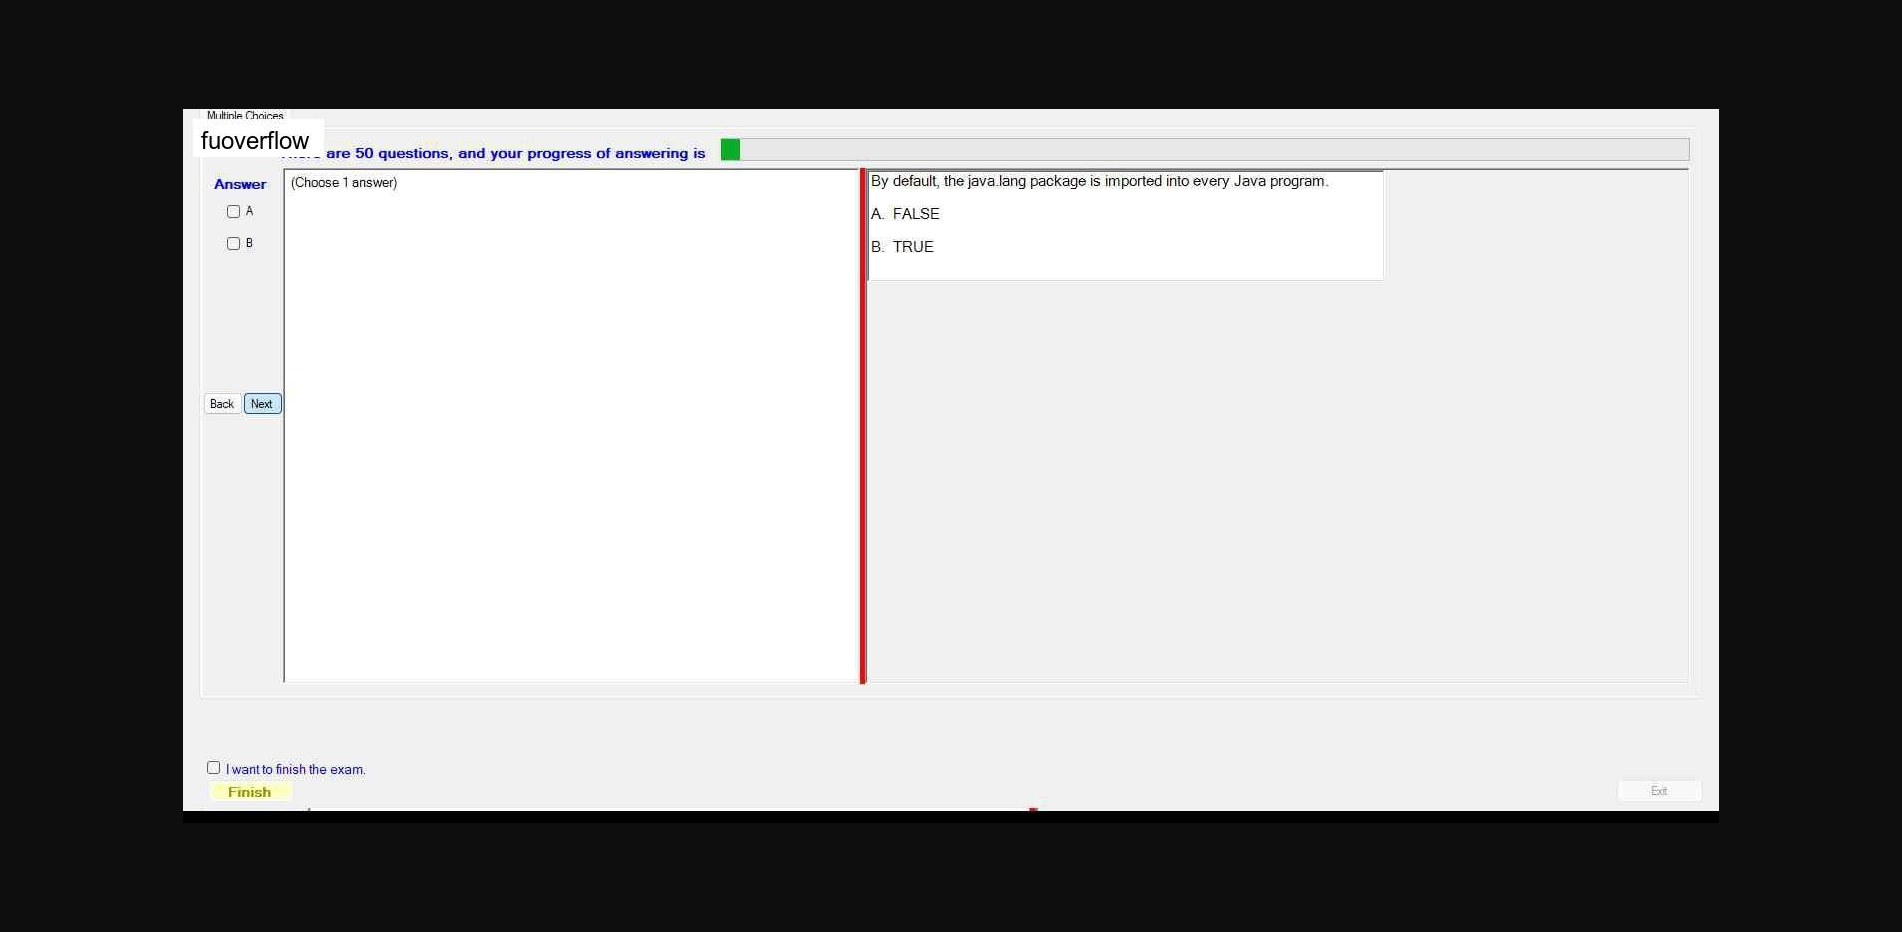 Multiple Choices
fuoverflow
are 50 questions, and your progress of answering is
Answer
(Choose 1 answer)
By default, the java.lang package is imported into every Java program.
A
A. FALSE
B
B. TRUE
Back Next
I want to finish the exam.
Finish
Exit